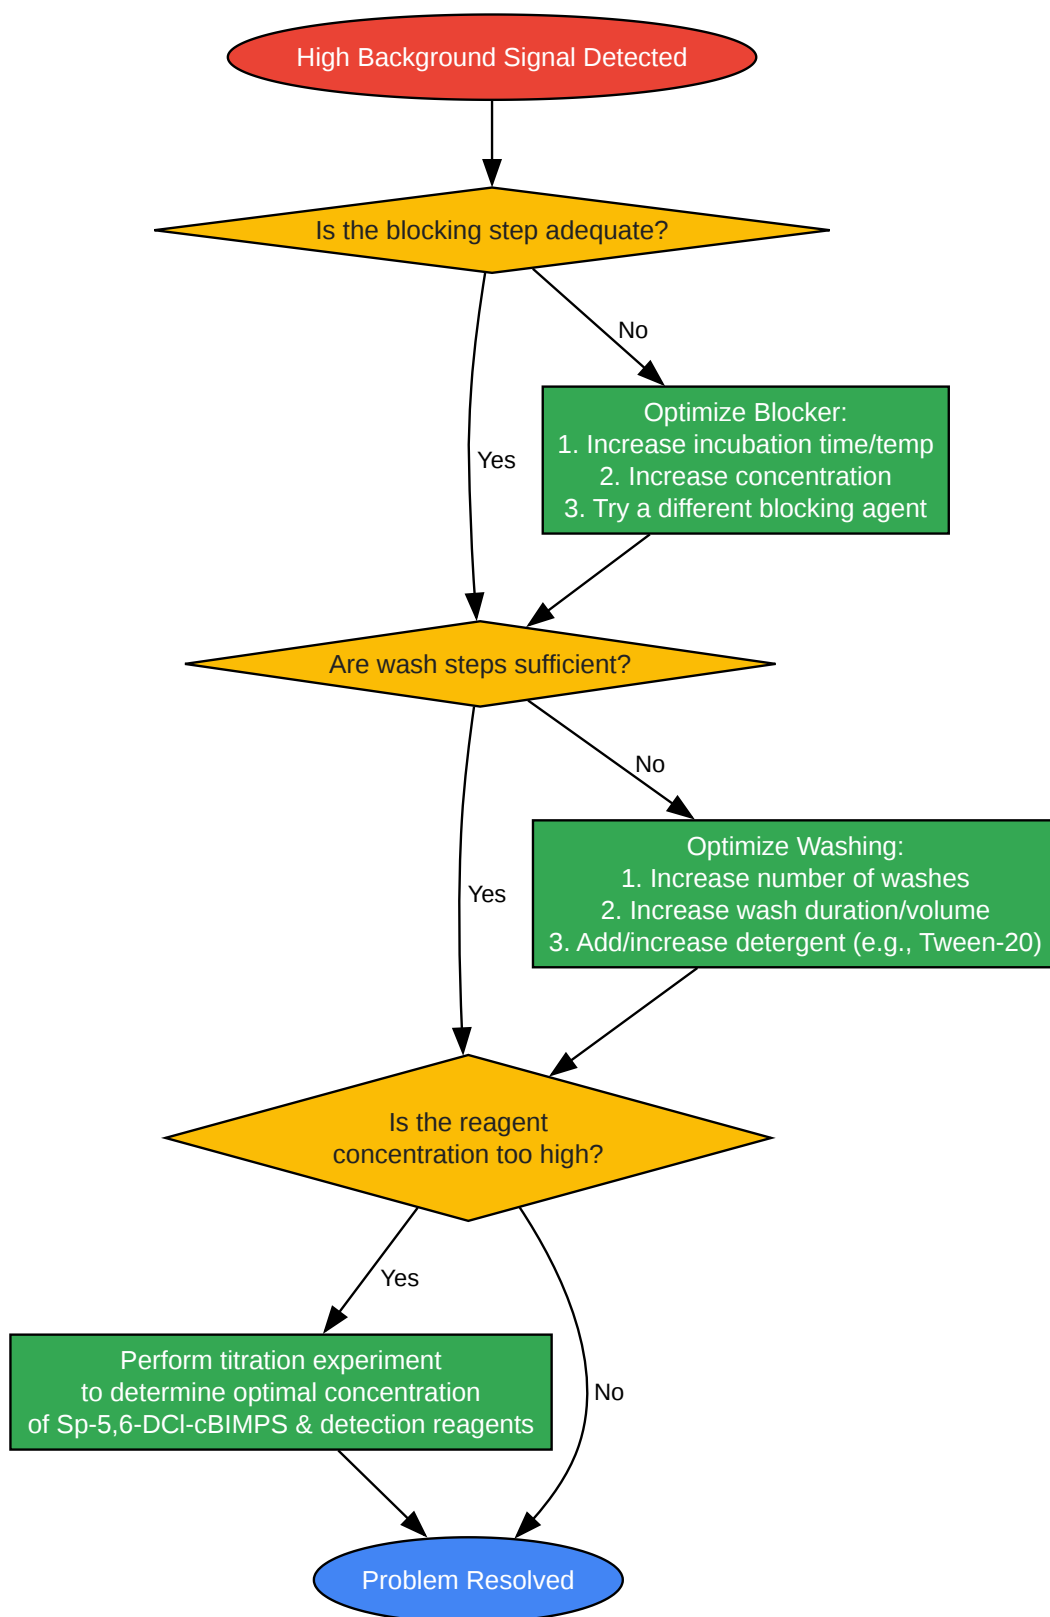 High Background Signal Detected
Is the blocking step adequate?
No
Optimize Blocker:
1. Increase incubation time/temp
2. Increase concentration
3. Try a different blocking agent
Yes
Are wash steps sufficient?
No
Optimize Washing:
1. Increase number of washes
2. Increase wash duration/volume
3. Add/increase detergent (e.g., Tween-20)
Yes
Is the reagent
concentration too high?
Yes
Perform titration experiment
to determine optimal concentration
of Sp-5,6-DCl-cBIMPS & detection reagents
No
Problem Resolved